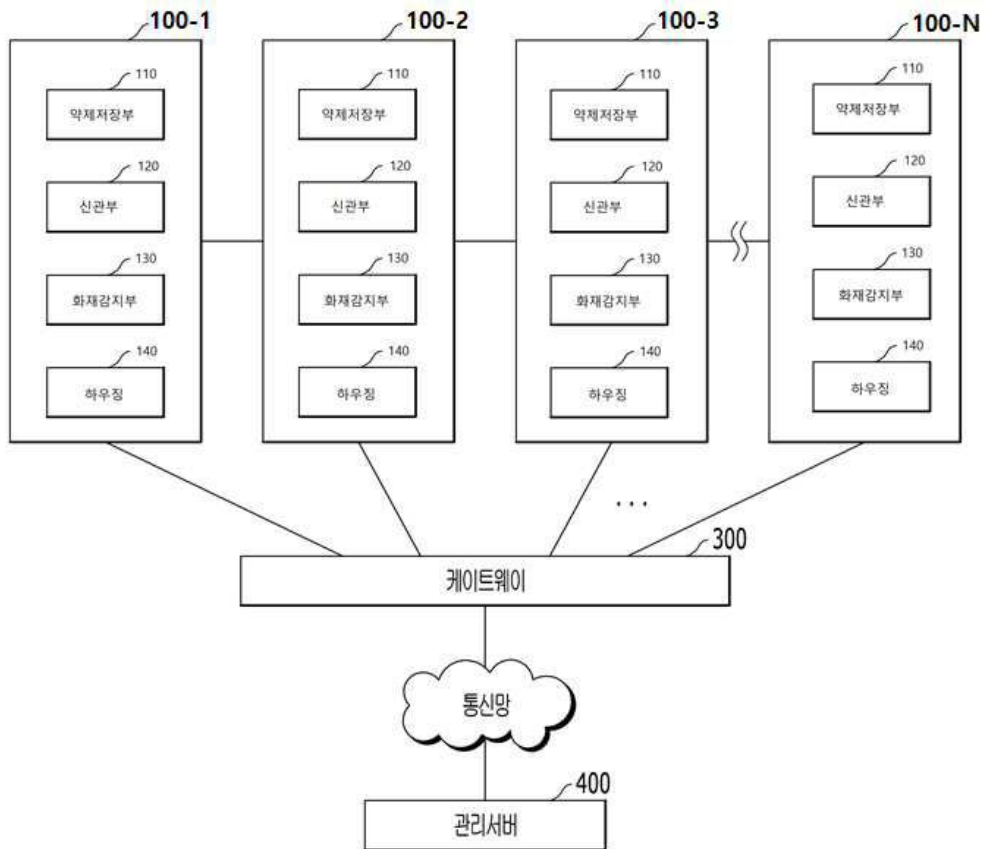 100-1
100-2
100-3
100-N
110
약제저장부
110
약제저장부
110
약제저장부
110
약제저장부
120
신관부
120
신관부
120
신관부
120
신관부
130
화재감지부
130
화재감지부
130
화재감지부
130
화재감지부
140
하우징
140
하우징
140
하우징
140
하우징
...
300
케이트웨이
통신망
400
관리서버